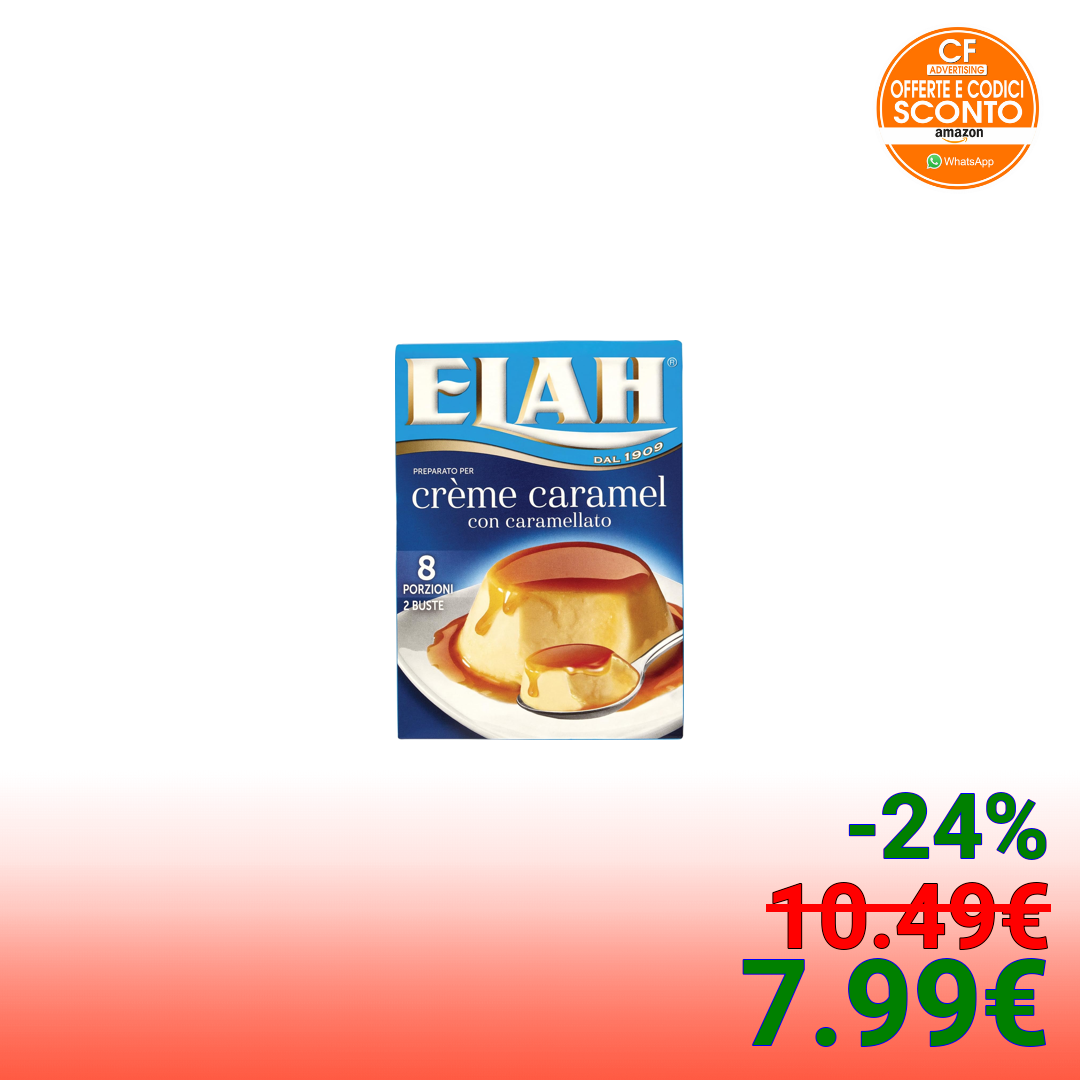 CF
ADVERTISING
OFFERTE E CODICI
SCONTO
amazon
WhatsApp
ELAH®
DAL 1909
PREPARATO PER
crème caramel
con caramellato
8
PORZIONI
2 BUSTE
-24%
10.49€
7.99€